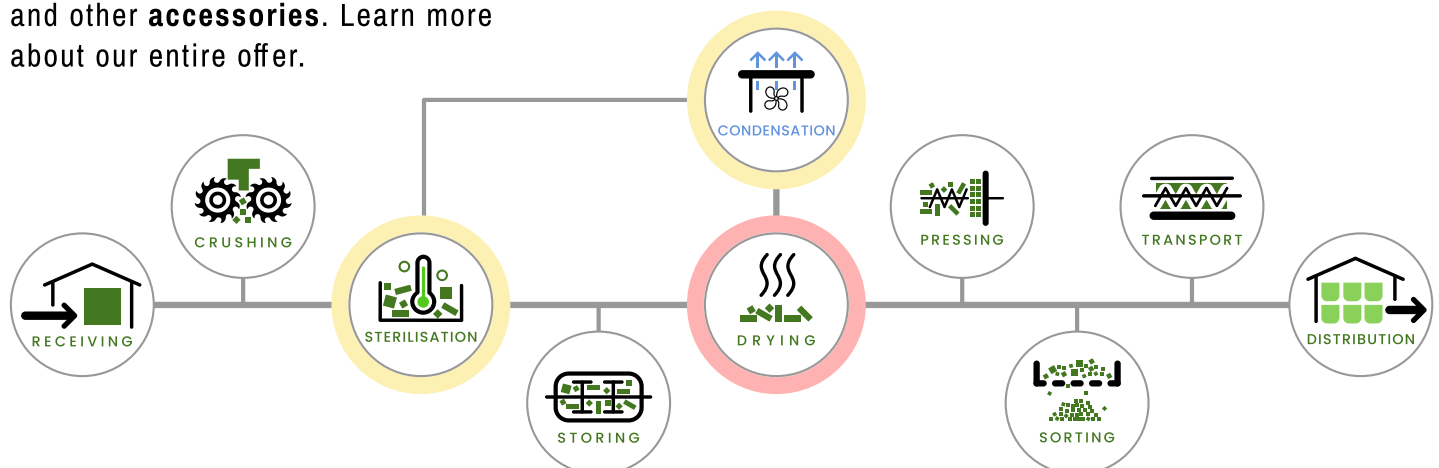 and other accessories. Learn more
about our entire offer.
CONDENSATION
CRUSHING
PRESSING
TRANSPORT
RECEIVING
STERILISATION
DRYING
DISTRIBUTION
STORING
SORTING